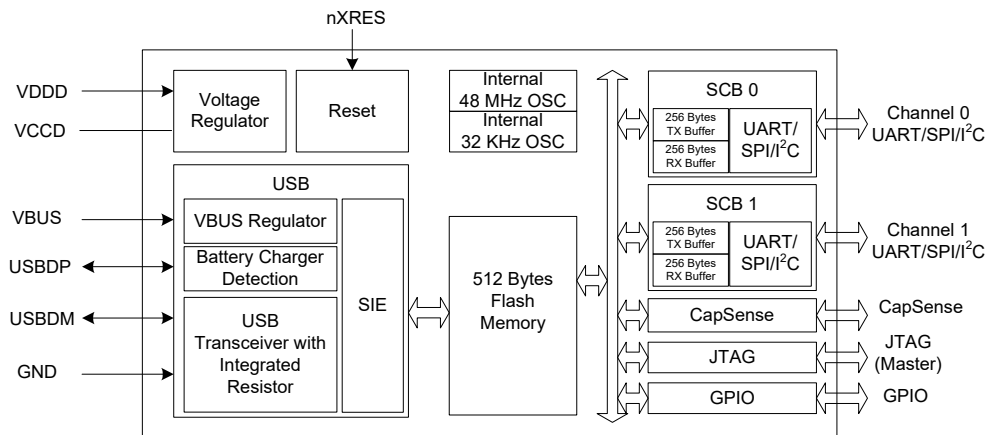 nXRES
VDDD
VCCD
VBUS
USBDP
USBDM
GND
Voltage
Regulator
Reset
Internal
48 MHz OSC
Internal
32 KHz OSC
USB
VBUS Regulator
Battery Charger
Detection
USB
Transceiver with
Integrated
Resistor
SIE
512 Bytes
Flash
Memory
SCB 0
256 Bytes
TX Buffer
256 Bytes
RX Buffer
UART/
SPI/I²C
SCB 1
256 Bytes
TX Buffer
256 Bytes
RX Buffer
UART/
SPI/I²C
CapSense
JTAG
GPIO
Channel 0
UART/SPI/I²C
Channel 1
UART/SPI/I²C
CapSense
JTAG
(Master)
GPIO